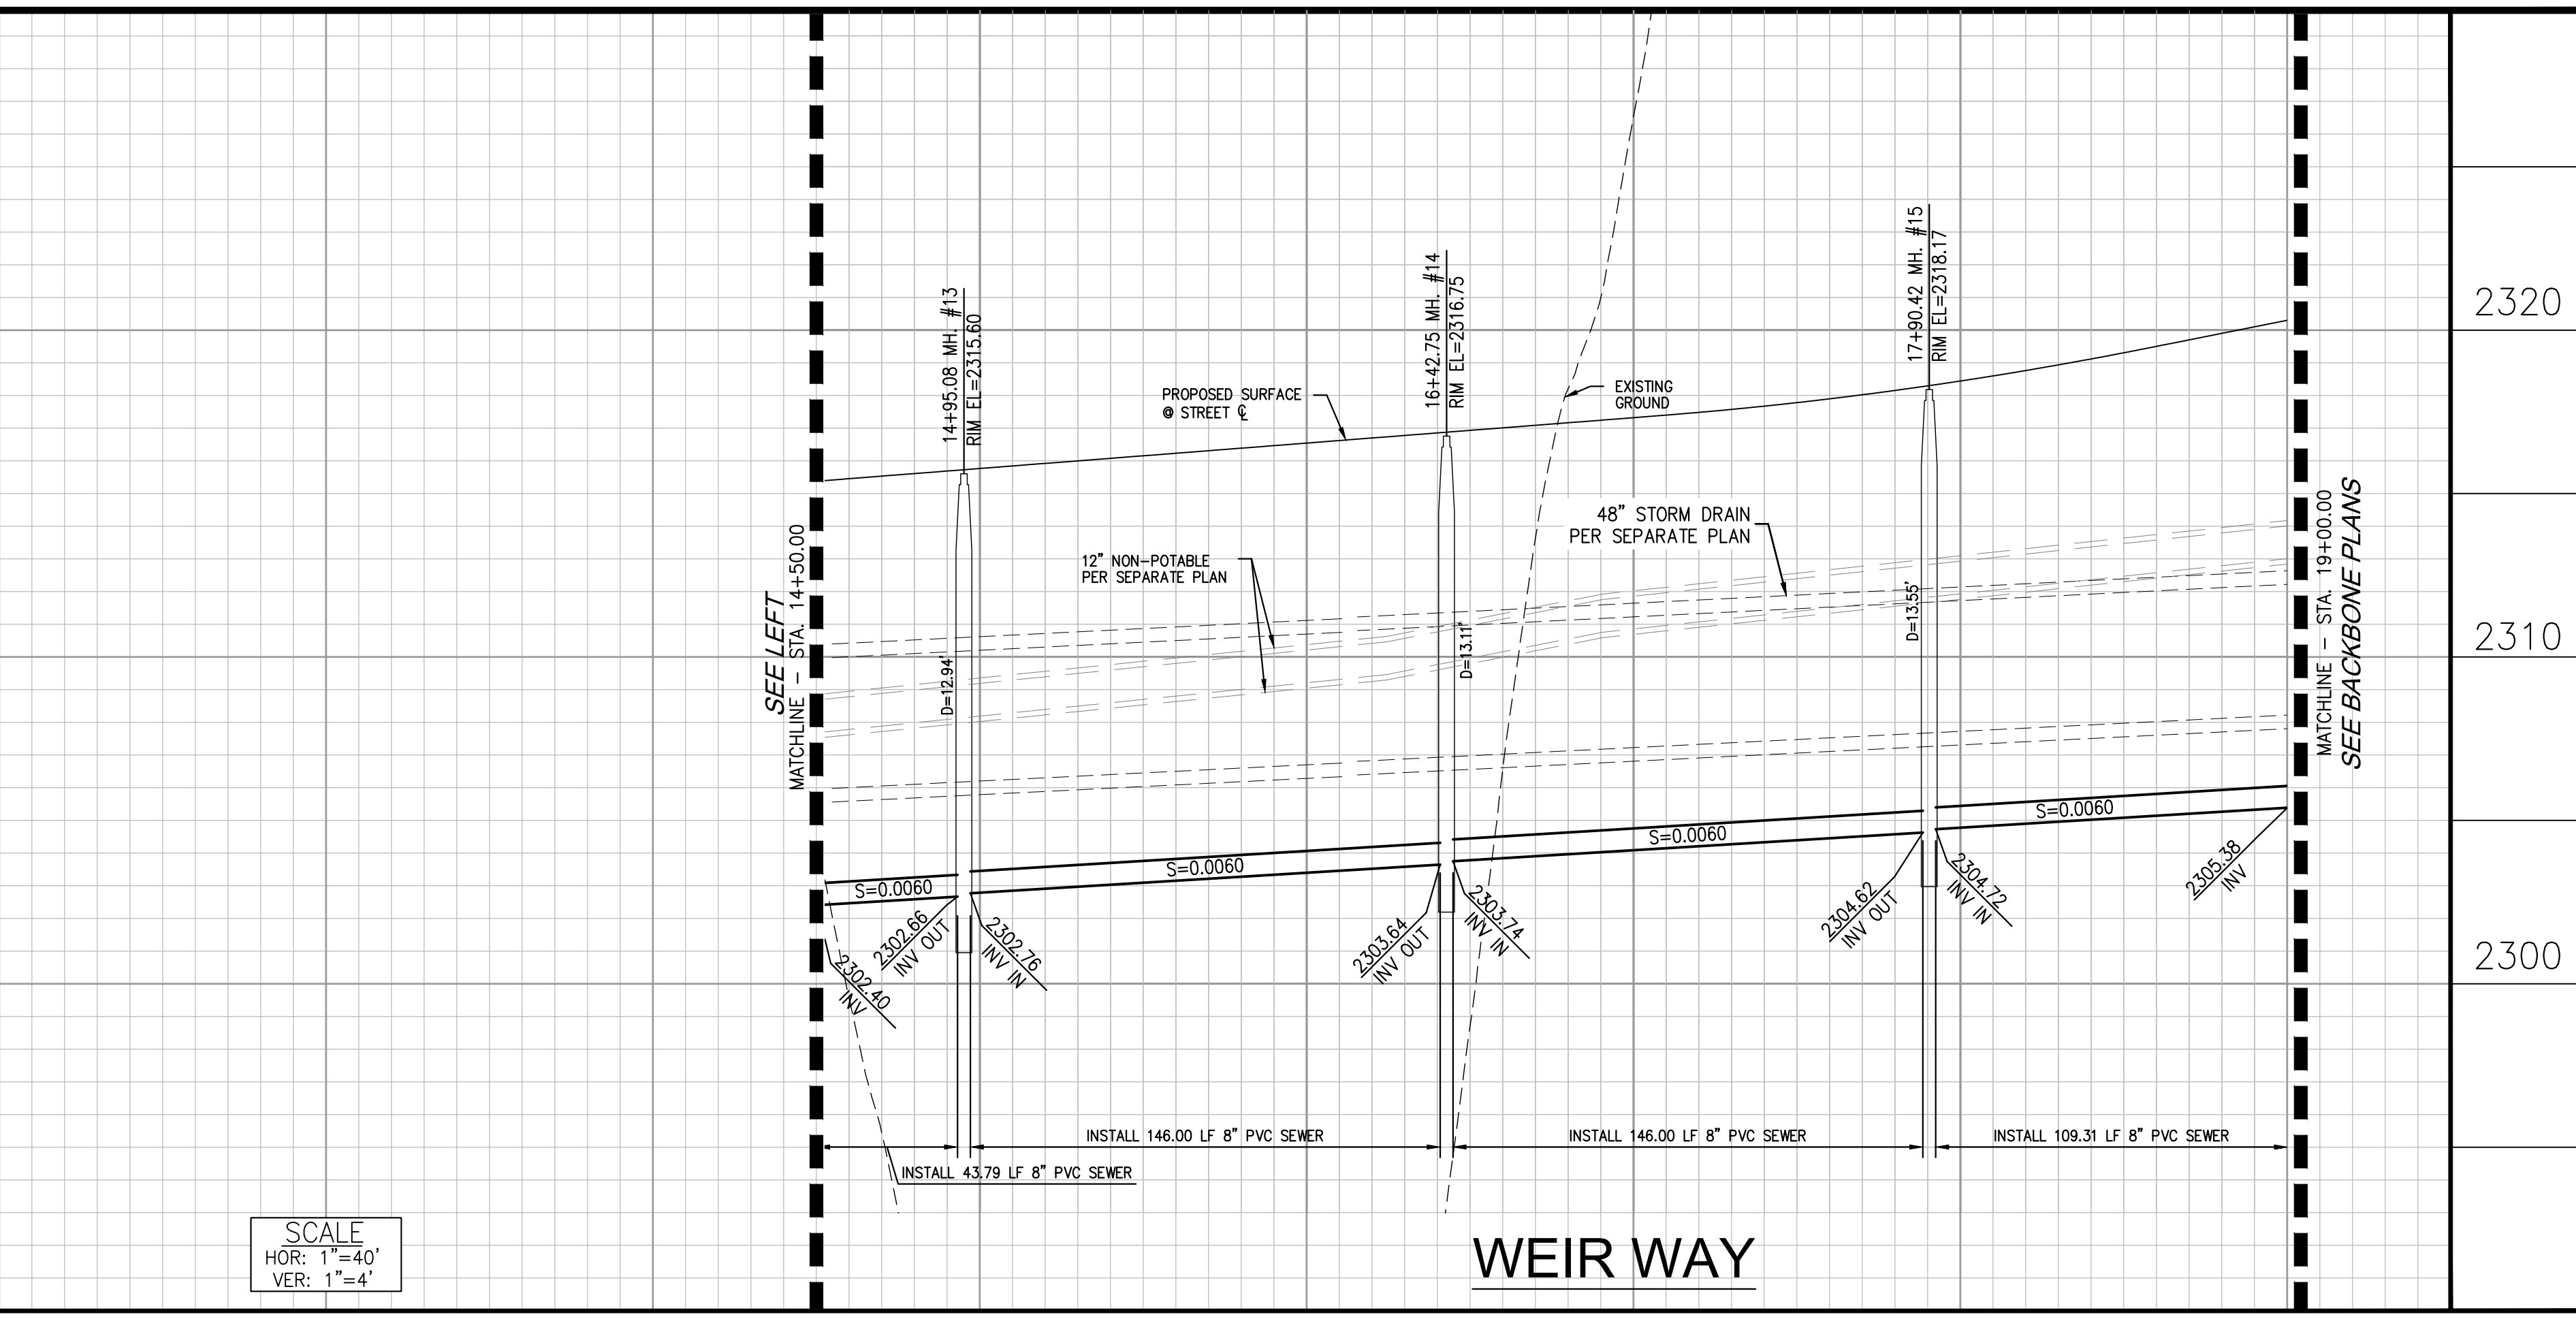 SEE LEFT
MATCHLINE - STA. 14+50.00
14+95.08 MH. #13
RIM EL=2315.60
16+42.75 MH. #14
RIM EL=2316.75
17+90.42 MH. #15
RIM EL=2318.17
PROPOSED SURFACE
@ STREET ℄
EXISTING
GROUND
48" STORM DRAIN
PER SEPARATE PLAN
12" NON-POTABLE
PER SEPARATE PLAN
D=12.94'
D=13.11'
D=13.55'
MATCHLINE - STA. 19+00.00
SEE BACKBONE PLANS
2320
2310
2300
S=0.0060
S=0.0060
S=0.0060
S=0.0060
2302.40
INV
2302.66
INV OUT
2302.76
INV IN
2303.64
INV OUT
2303.74
INV IN
2304.62
INV OUT
2304.72
INV IN
2305.38
INV
INSTALL 43.79 LF 8" PVC SEWER
INSTALL 146.00 LF 8" PVC SEWER
INSTALL 146.00 LF 8" PVC SEWER
INSTALL 109.31 LF 8" PVC SEWER
SCALE
HOR: 1"=40'
VER: 1"=4'
WEIR WAY